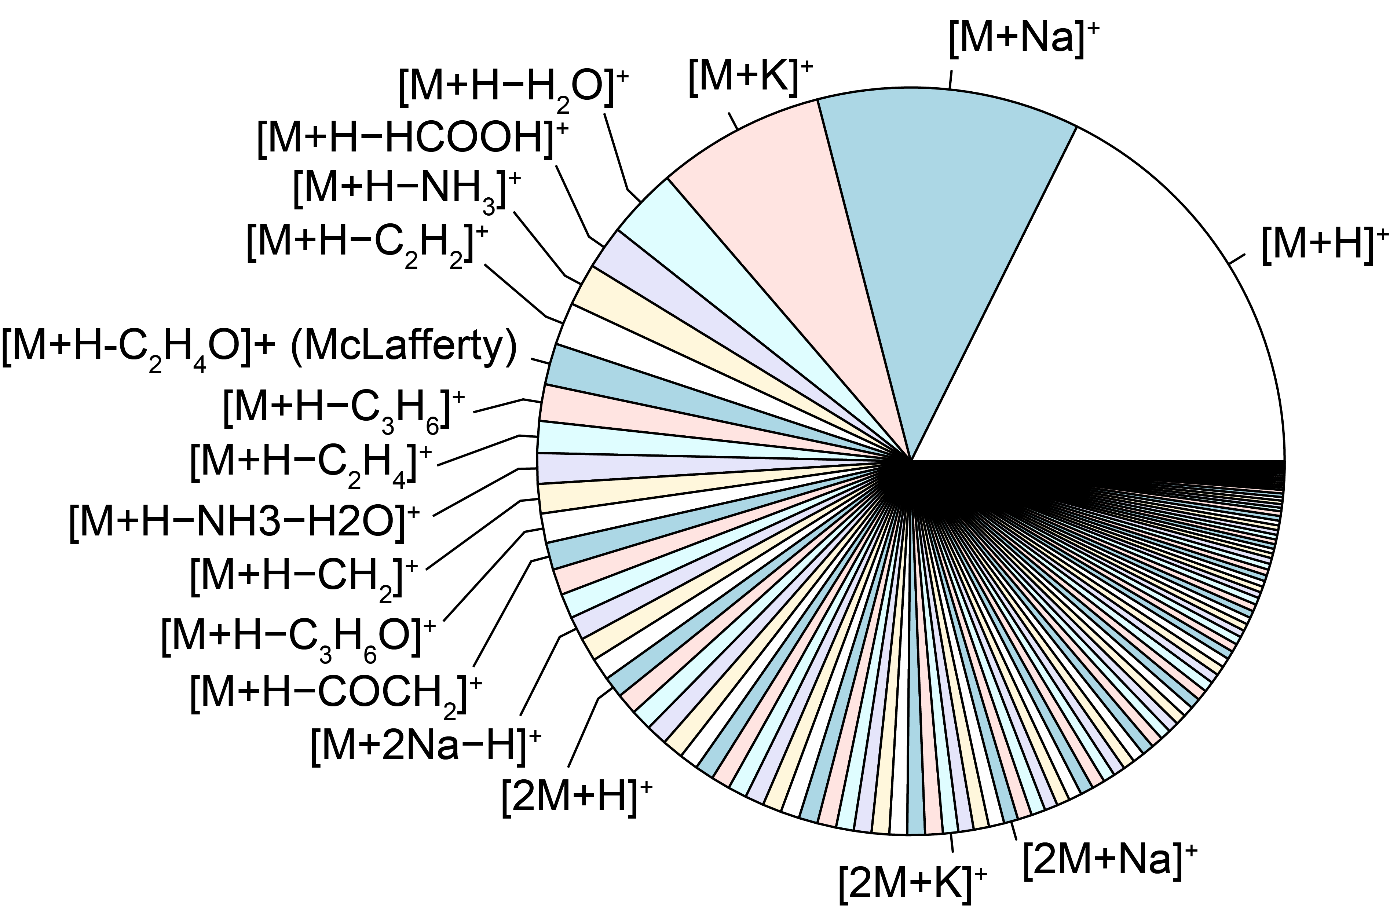 [M+Na]⁺
[M+K]⁺
[M+H−H₂O]⁺
[M+H−HCOOH]⁺
[M+H−NH₃]⁺
[M+H−C₂H₂]⁺
[M+H]⁺
[M+H-C₂H₄O]+ (McLafferty)
[M+H−C₃H₆]⁺
[M+H−C₂H₄]⁺
[M+H−NH3−H2O]⁺
[M+H−CH₂]⁺
[M+H−C₃H₆O]⁺
[M+H−COCH₂]⁺
[M+2Na−H]⁺
[2M+H]⁺
[2M+Na]⁺
[2M+K]⁺